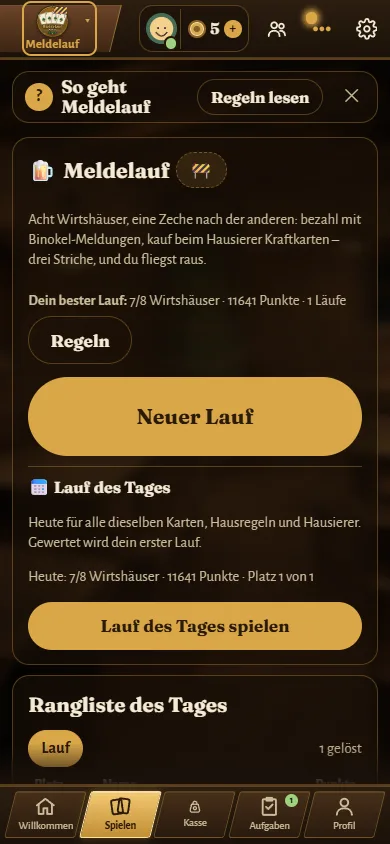 Meldelauf
5 +
?
So geht
Meldelauf
Regeln lesen
Meldelauf
Acht Wirtshäuser, eine Zeche nach der anderen: bezahl mit
Binokel-Meldungen, kauf beim Hausierer Kraftkarten –
drei Striche, und du fliegst raus.
Dein bester Lauf: 7/8 Wirtshäuser · 11641 Punkte · 1 Läufe
Regeln
Neuer Lauf
Lauf des Tages
Heute für alle dieselben Karten, Hausregeln und Hausierer.
Gewertet wird dein erster Lauf.
Heute: 7/8 Wirtshäuser · 11641 Punkte · Platz 1 von 1
Lauf des Tages spielen
Rangliste des Tages
Lauf
1 gelöst
1
Willkommen
Spielen
Kasse
Aufgaben
Profil